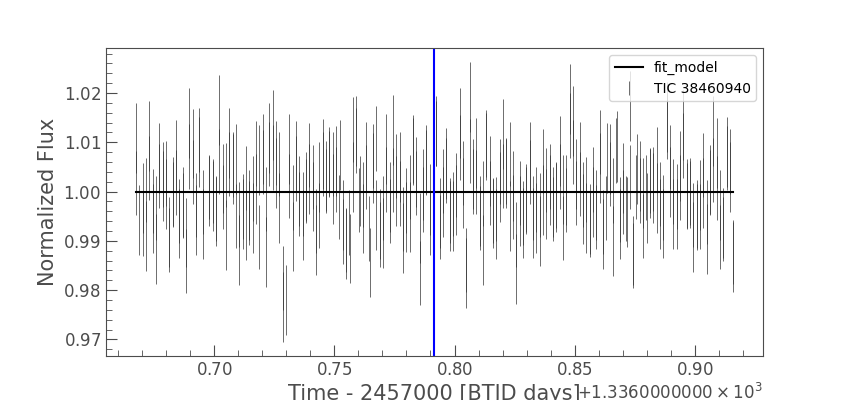 fit_model
TIC 38460940
1.02
1.01
1.00
0.99
0.98
0.97
Normalized Flux
0.70 0.75 0.80 0.85 0.90
Time - 2457000 [BTJD days]
+1.3360000000 × 10³